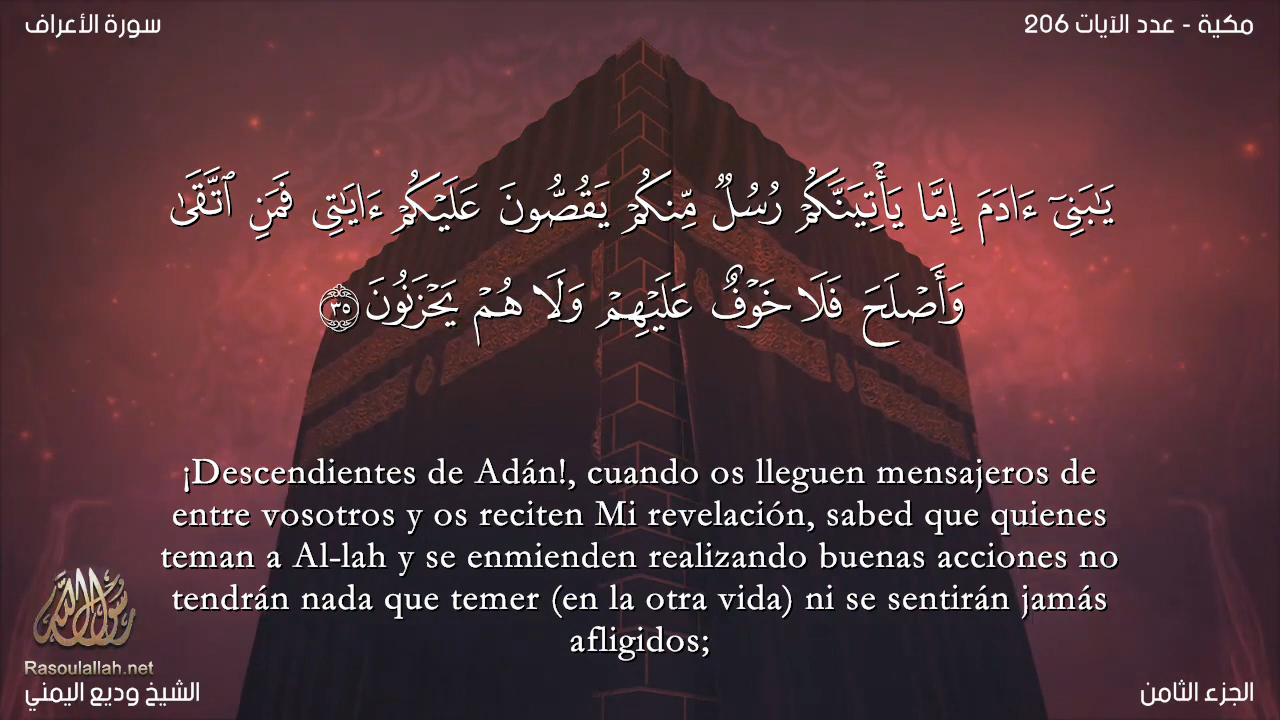 سورة الأعراف
مكية - عدد الآيات 206
يَـٰبَنِىٓ ءَادَمَ إِمَّا يَأْتِيَنَّكُمْ رُسُلٌ مِّنكُمْ يَقُصُّونَ عَلَيْكُمْ ءَايَـٰتِى فَمَنِ ٱتَّقَىٰ
وَأَصْلَحَ فَلَا خَوْفٌ عَلَيْهِمْ وَلَا هُمْ يَحْزَنُونَ ٣٥
¡Descendientes de Adán!, cuando os lleguen mensajeros de
entre vosotros y os reciten Mi revelación, sabed que quienes
teman a Al-lah y se enmienden realizando buenas acciones no
tendrán nada que temer (en la otra vida) ni se sentirán jamás
afligidos;
رسول الله
Rasoulallah.net
الشيخ وديع اليمني
الجزء الثامن